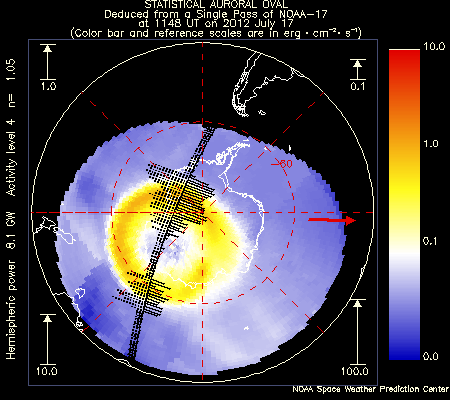 STATISTICAL AURORAL OVAL
Deduced from a Single Pass of NOAA-17
at 1148 UT on 2012 July 17
(Color bar and reference scales are in erg·cm⁻²·s⁻¹)
1.0
0.1
10.0
1.0
0.1
0.0
-60
Hemispheric power 8.1 GW Activity level 4 n= 1.05
10.0
100.0
NOAA Space Weather Prediction Center